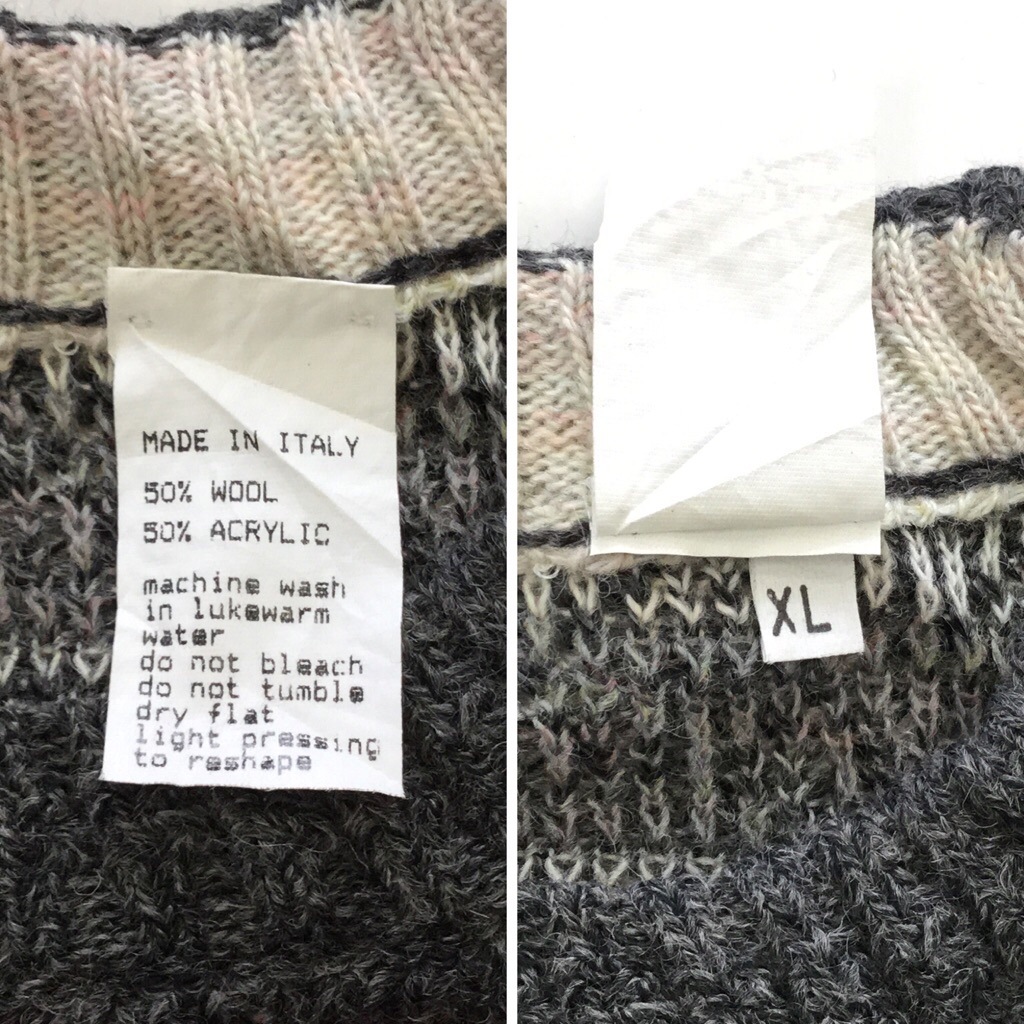 MADE IN ITALY
50% WOOL
50% ACRYLIC
machine wash
in lukewarm
water
do not bleach
do not tumble
dry flat
light pressing
to reshape
XL